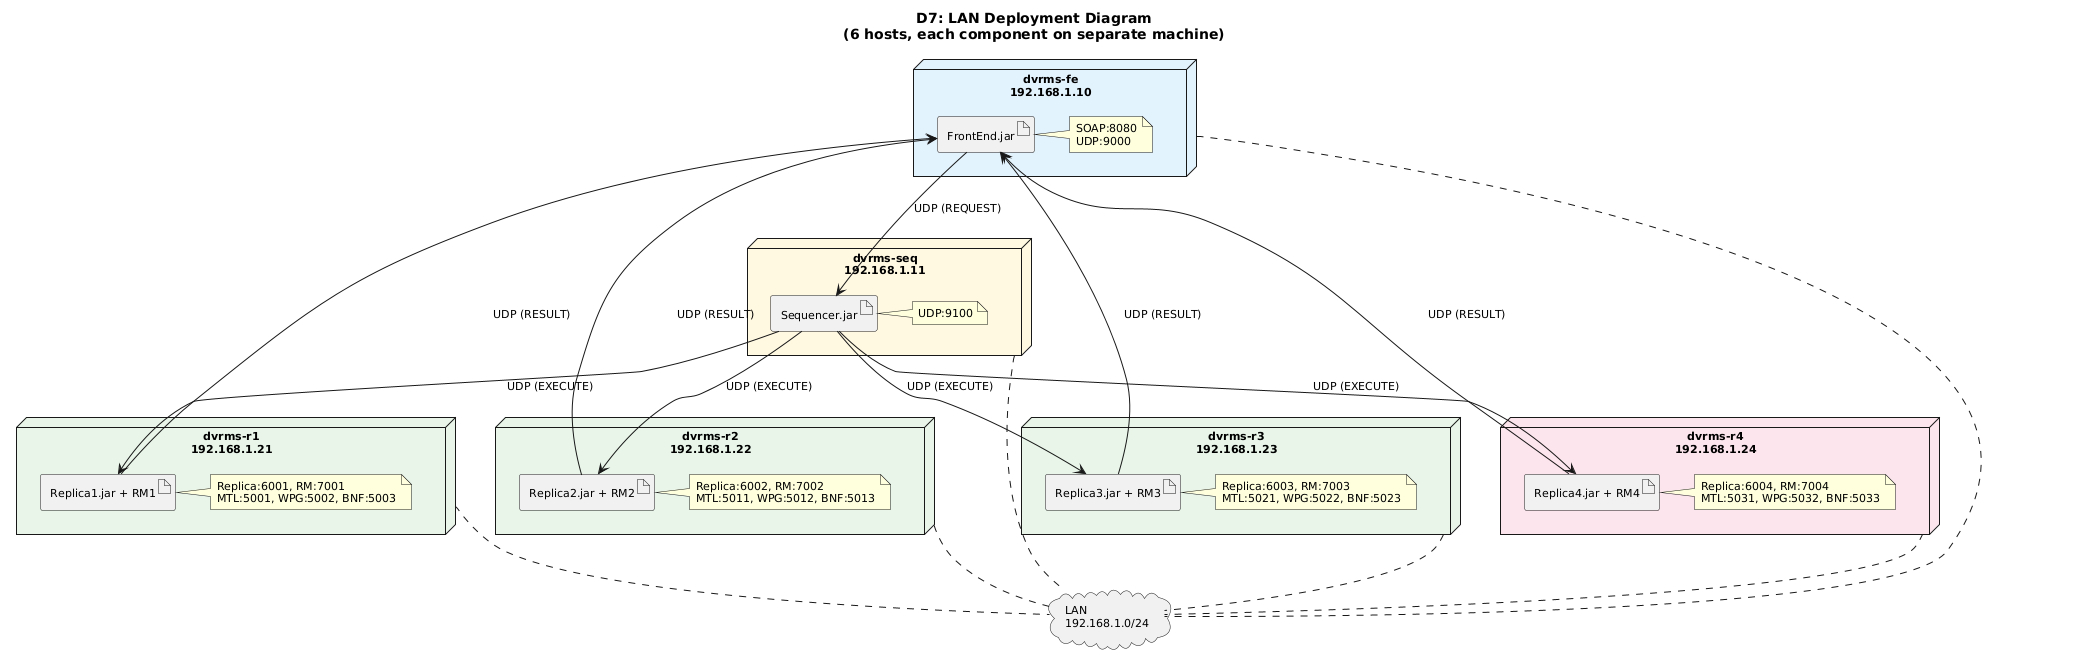 D7: LAN Deployment Diagram
(6 hosts, each component on separate machine)
dvrms-fe
192.168.1.10
FrontEnd.jar
SOAP:8080
UDP:9000
UDP (REQUEST)
dvrms-seq
192.168.1.11
Sequencer.jar
UDP:9100
UDP (RESULT)
UDP (RESULT)
UDP (RESULT)
UDP (RESULT)
UDP (EXECUTE)
UDP (EXECUTE)
UDP (EXECUTE)
UDP (EXECUTE)
dvrms-r1
192.168.1.21
Replica1.jar + RM1
Replica:6001, RM:7001
MTL:5001, WPG:5002, BNF:5003
dvrms-r2
192.168.1.22
Replica2.jar + RM2
Replica:6002, RM:7002
MTL:5011, WPG:5012, BNF:5013
dvrms-r3
192.168.1.23
Replica3.jar + RM3
Replica:6003, RM:7003
MTL:5021, WPG:5022, BNF:5023
dvrms-r4
192.168.1.24
Replica4.jar + RM4
Replica:6004, RM:7004
MTL:5031, WPG:5032, BNF:5033
LAN
192.168.1.0/24